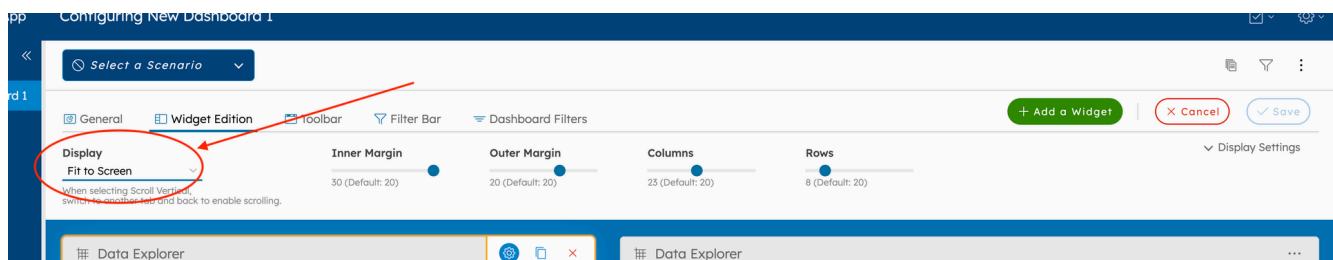 App
Configuring New Dashboard 1
Select a Scenario
rd 1
General
Widget Edition
Toolbar
Filter Bar
Dashboard Filters
+ Add a Widget
× Cancel
Save
Display
Inner Margin
Outer Margin
Columns
Rows
Display Settings
Fit to Screen
30 (Default: 20)
20 (Default: 20)
23 (Default: 20)
8 (Default: 20)
When selecting Scroll Vertical,
switch to another tab and back to enable scrolling.
Data Explorer
Data Explorer